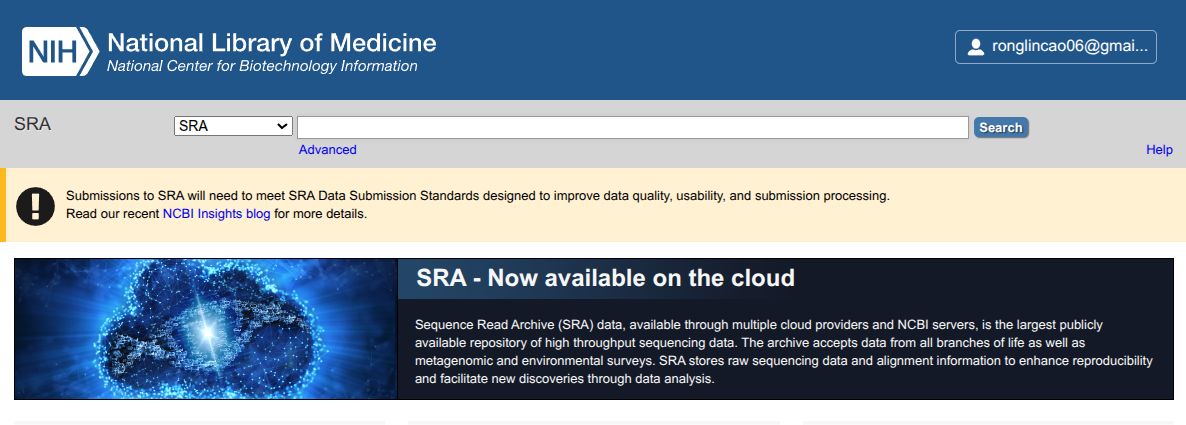 NIH National Library of Medicine
National Center for Biotechnology Information
ronglincao06@gmai...
SRA
SRA
Search
Advanced
Help
Submissions to SRA will need to meet SRA Data Submission Standards designed to improve data quality, usability, and submission processing.
Read our recent NCBI Insights blog for more details.
SRA - Now available on the cloud
Sequence Read Archive (SRA) data, available through multiple cloud providers and NCBI servers, is the largest publicly
available repository of high throughput sequencing data. The archive accepts data from all branches of life as well as
metagenomic and environmental surveys. SRA stores raw sequencing data and alignment information to enhance reproducibility
and facilitate new discoveries through data analysis.